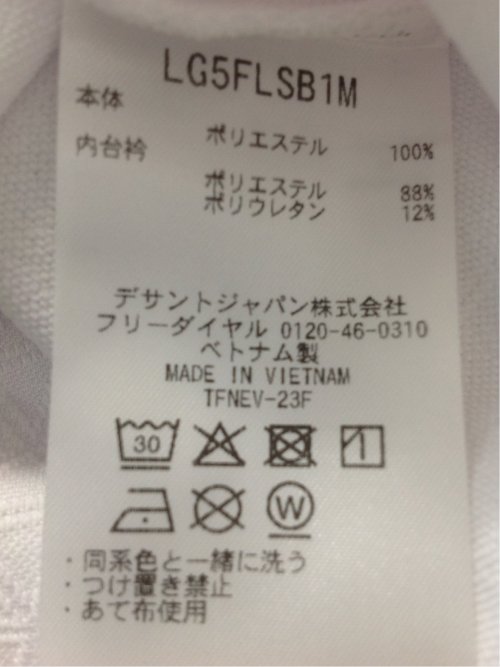 LG5FLSB1M
本体 ポリエステル 100%
内台衿 ポリエステル 88%
ポリウレタン 12%
デサントジャパン株式会社
フリーダイヤル 0120-46-0310
ベトナム製
MADE IN VIETNAM
TFNEV-23F
30
W
・同系色と一緒に洗う
・つけ置き禁止
・あて布使用